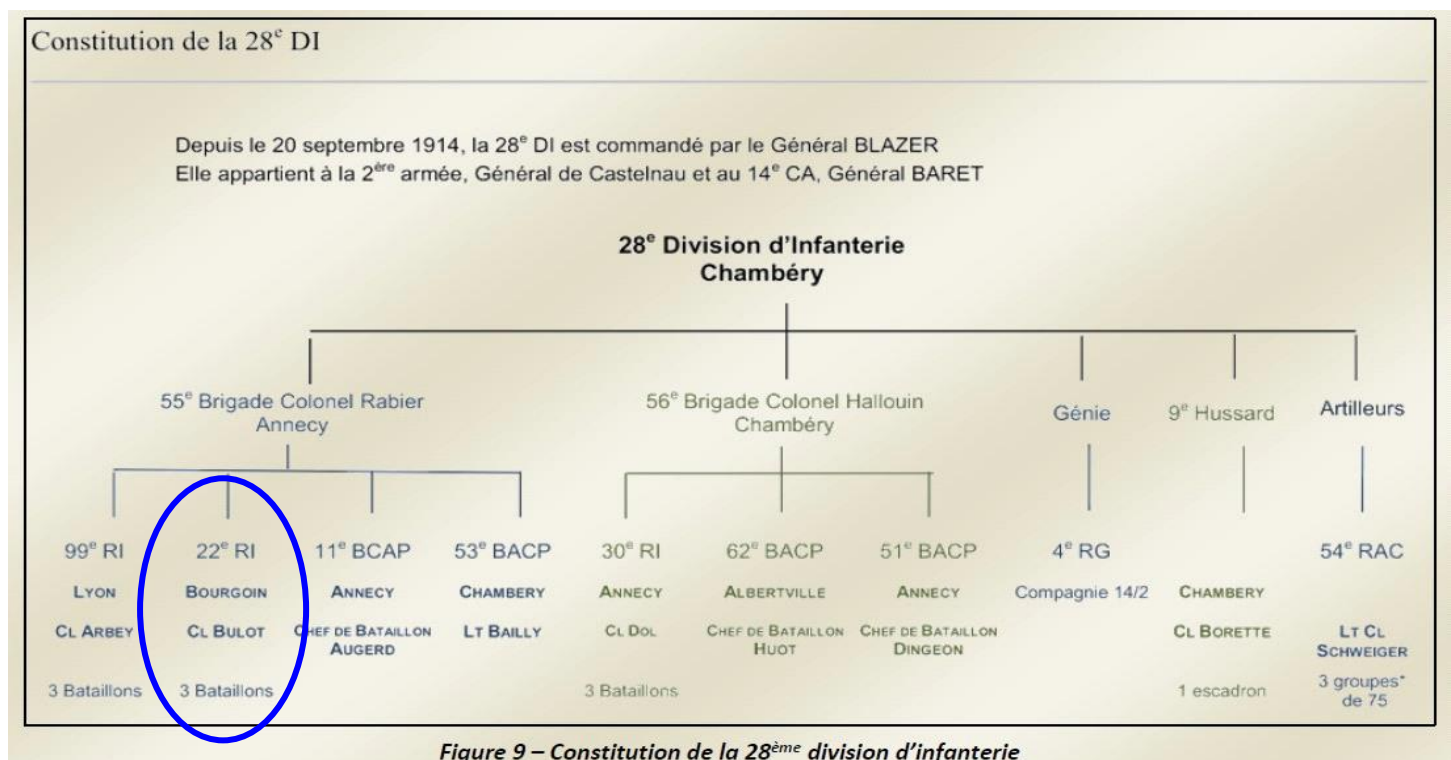 Constitution de la 28e DI
Depuis le 20 septembre 1914, la 28e DI est commandé par le Général BLAZER
Elle appartient à la 2ère armée, Général de Castelnau et au 14e CA, Général BARET
28e Division d'Infanterie
Chambéry
55e Brigade Colonel Rabier
Annecy
56e Brigade Colonel Hallouin
Chambéry
Génie
9e Hussard
Artilleurs
99e RI
LYON
CL ARBEY
3 Bataillons
22e RI
BOURGOIN
CL BULOT
3 Bataillons
11e BCAP
ANNECY
CHEF DE BATAILLON
AUGERD
53e BACP
CHAMBERY
LT BAILLY
30e RI
ANNECY
CL DOL
3 Bataillons
62e BACP
ALBERTVILLE
CHEF DE BATAILLON
HUOT
51e BACP
ANNECY
CHEF DE BATAILLON
DINGEON
4e RG
Compagnie 14/2
CHAMBERY
CL BORETTE
1 escadron
54e RAC
LT CL
SCHWEIGER
3 groupes*
de 75
Figure 9 – Constitution de la 28ème division d'infanterie